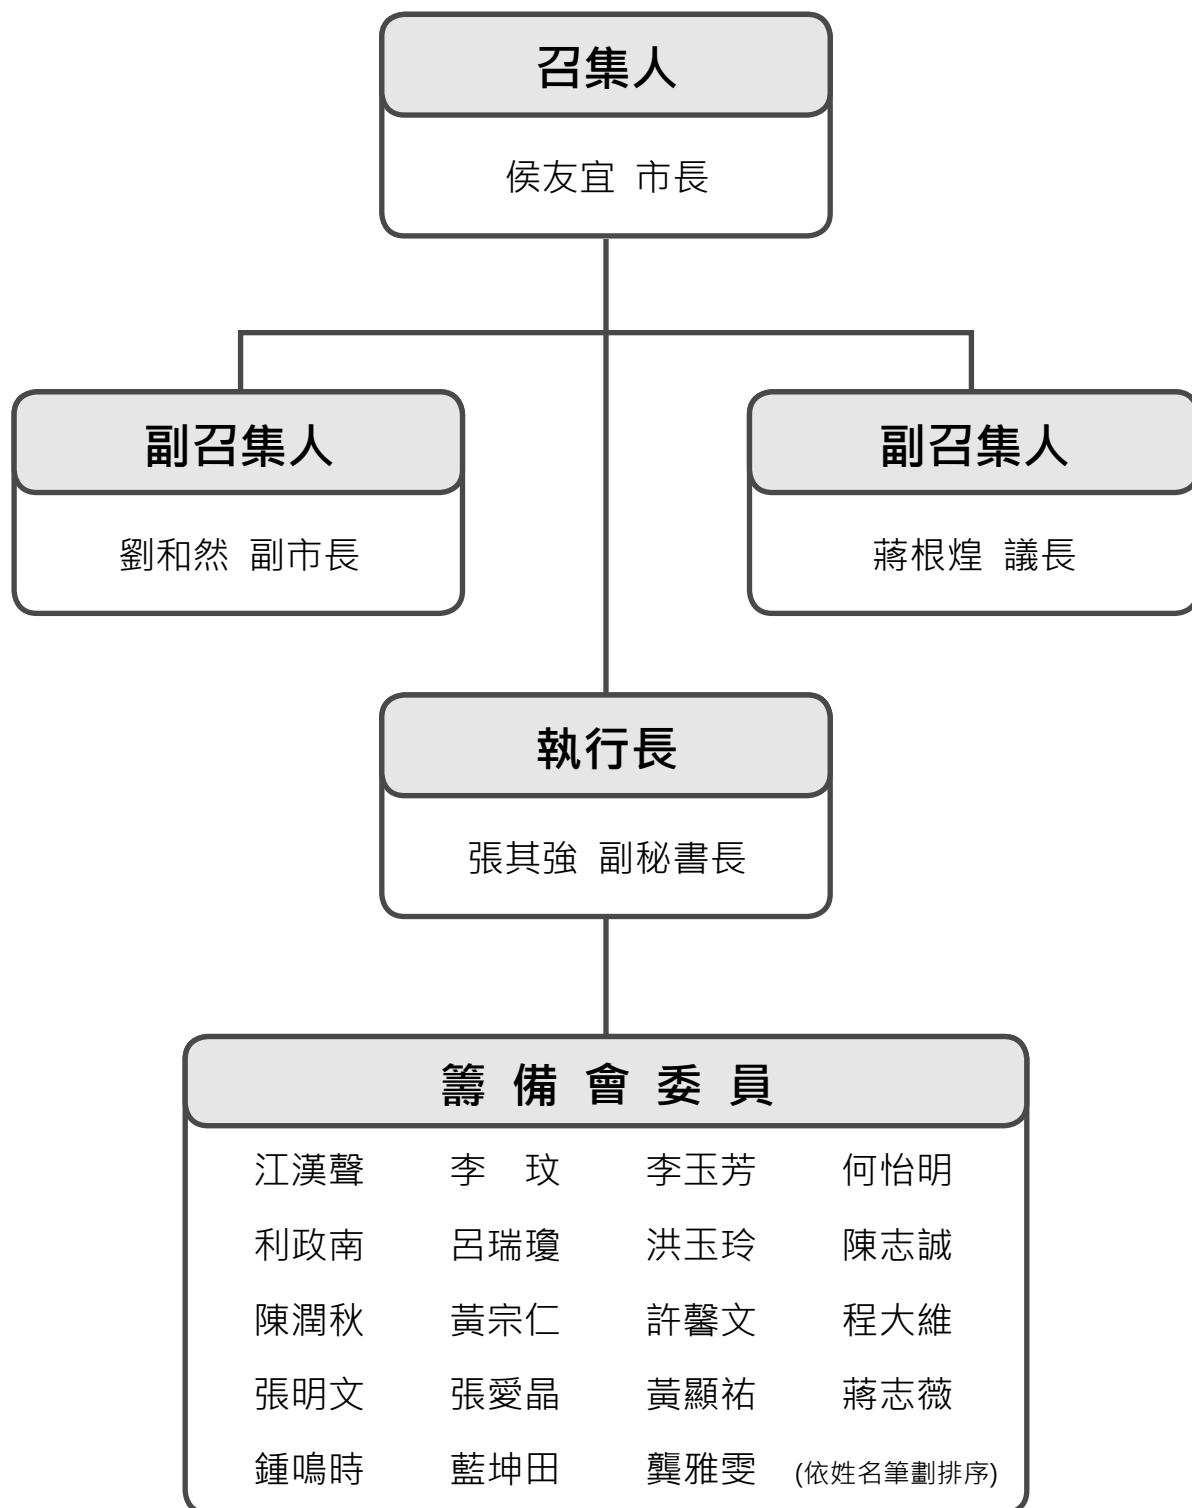 召集人
侯友宜 市長
副召集人
劉和然 副市長
副召集人
蔣根煌 議長
執行長
張其強 副秘書長
籌備會委員
江漢聲 李 玟 李玉芳 何怡明
利政南 呂瑞瓊 洪玉玲 陳志誠
陳潤秋 黃宗仁 許馨文 程大維
張明文 張愛晶 黃顯祐 蔣志薇
鍾鳴時 藍坤田 龔雅雯 (依姓名筆劃排序)